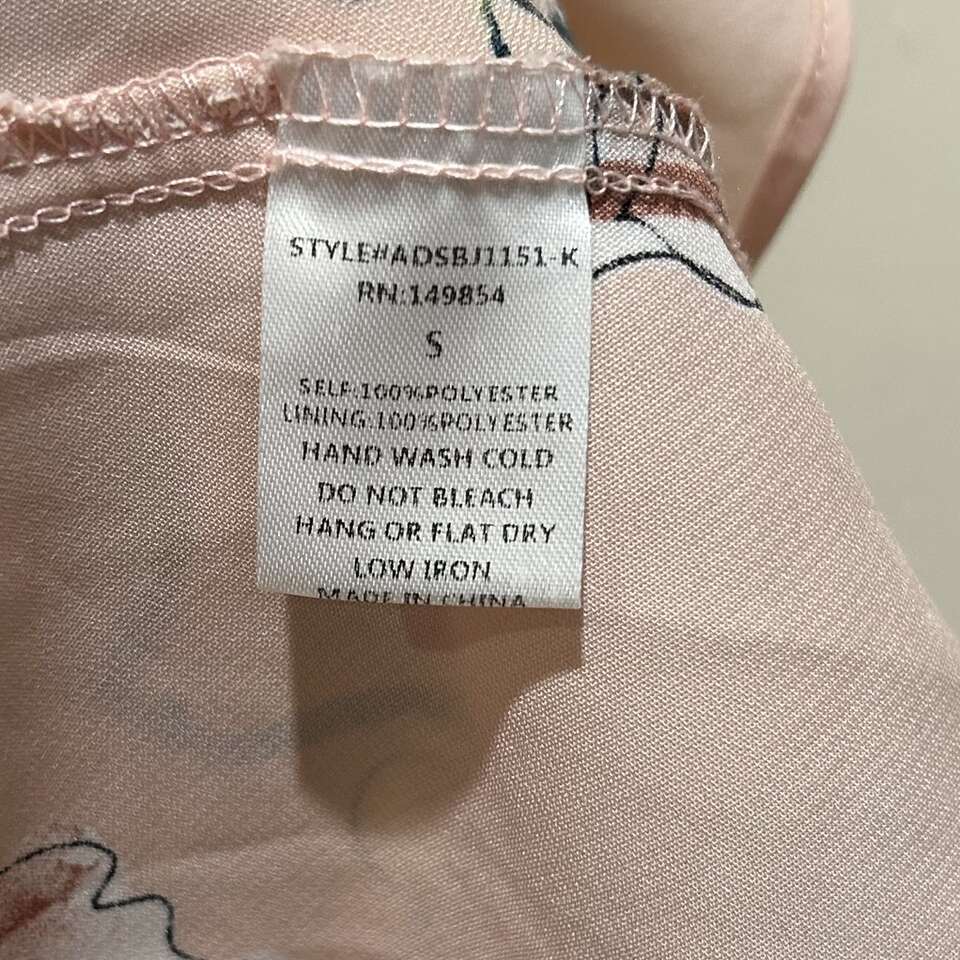 STYLE#ADSBJ1151-K
RN:149854
S
SELF:100%POLYESTER
LINING:100%POLYESTER
HAND WASH COLD
DO NOT BLEACH
HANG OR FLAT DRY
LOW IRON
MADE IN CHINA